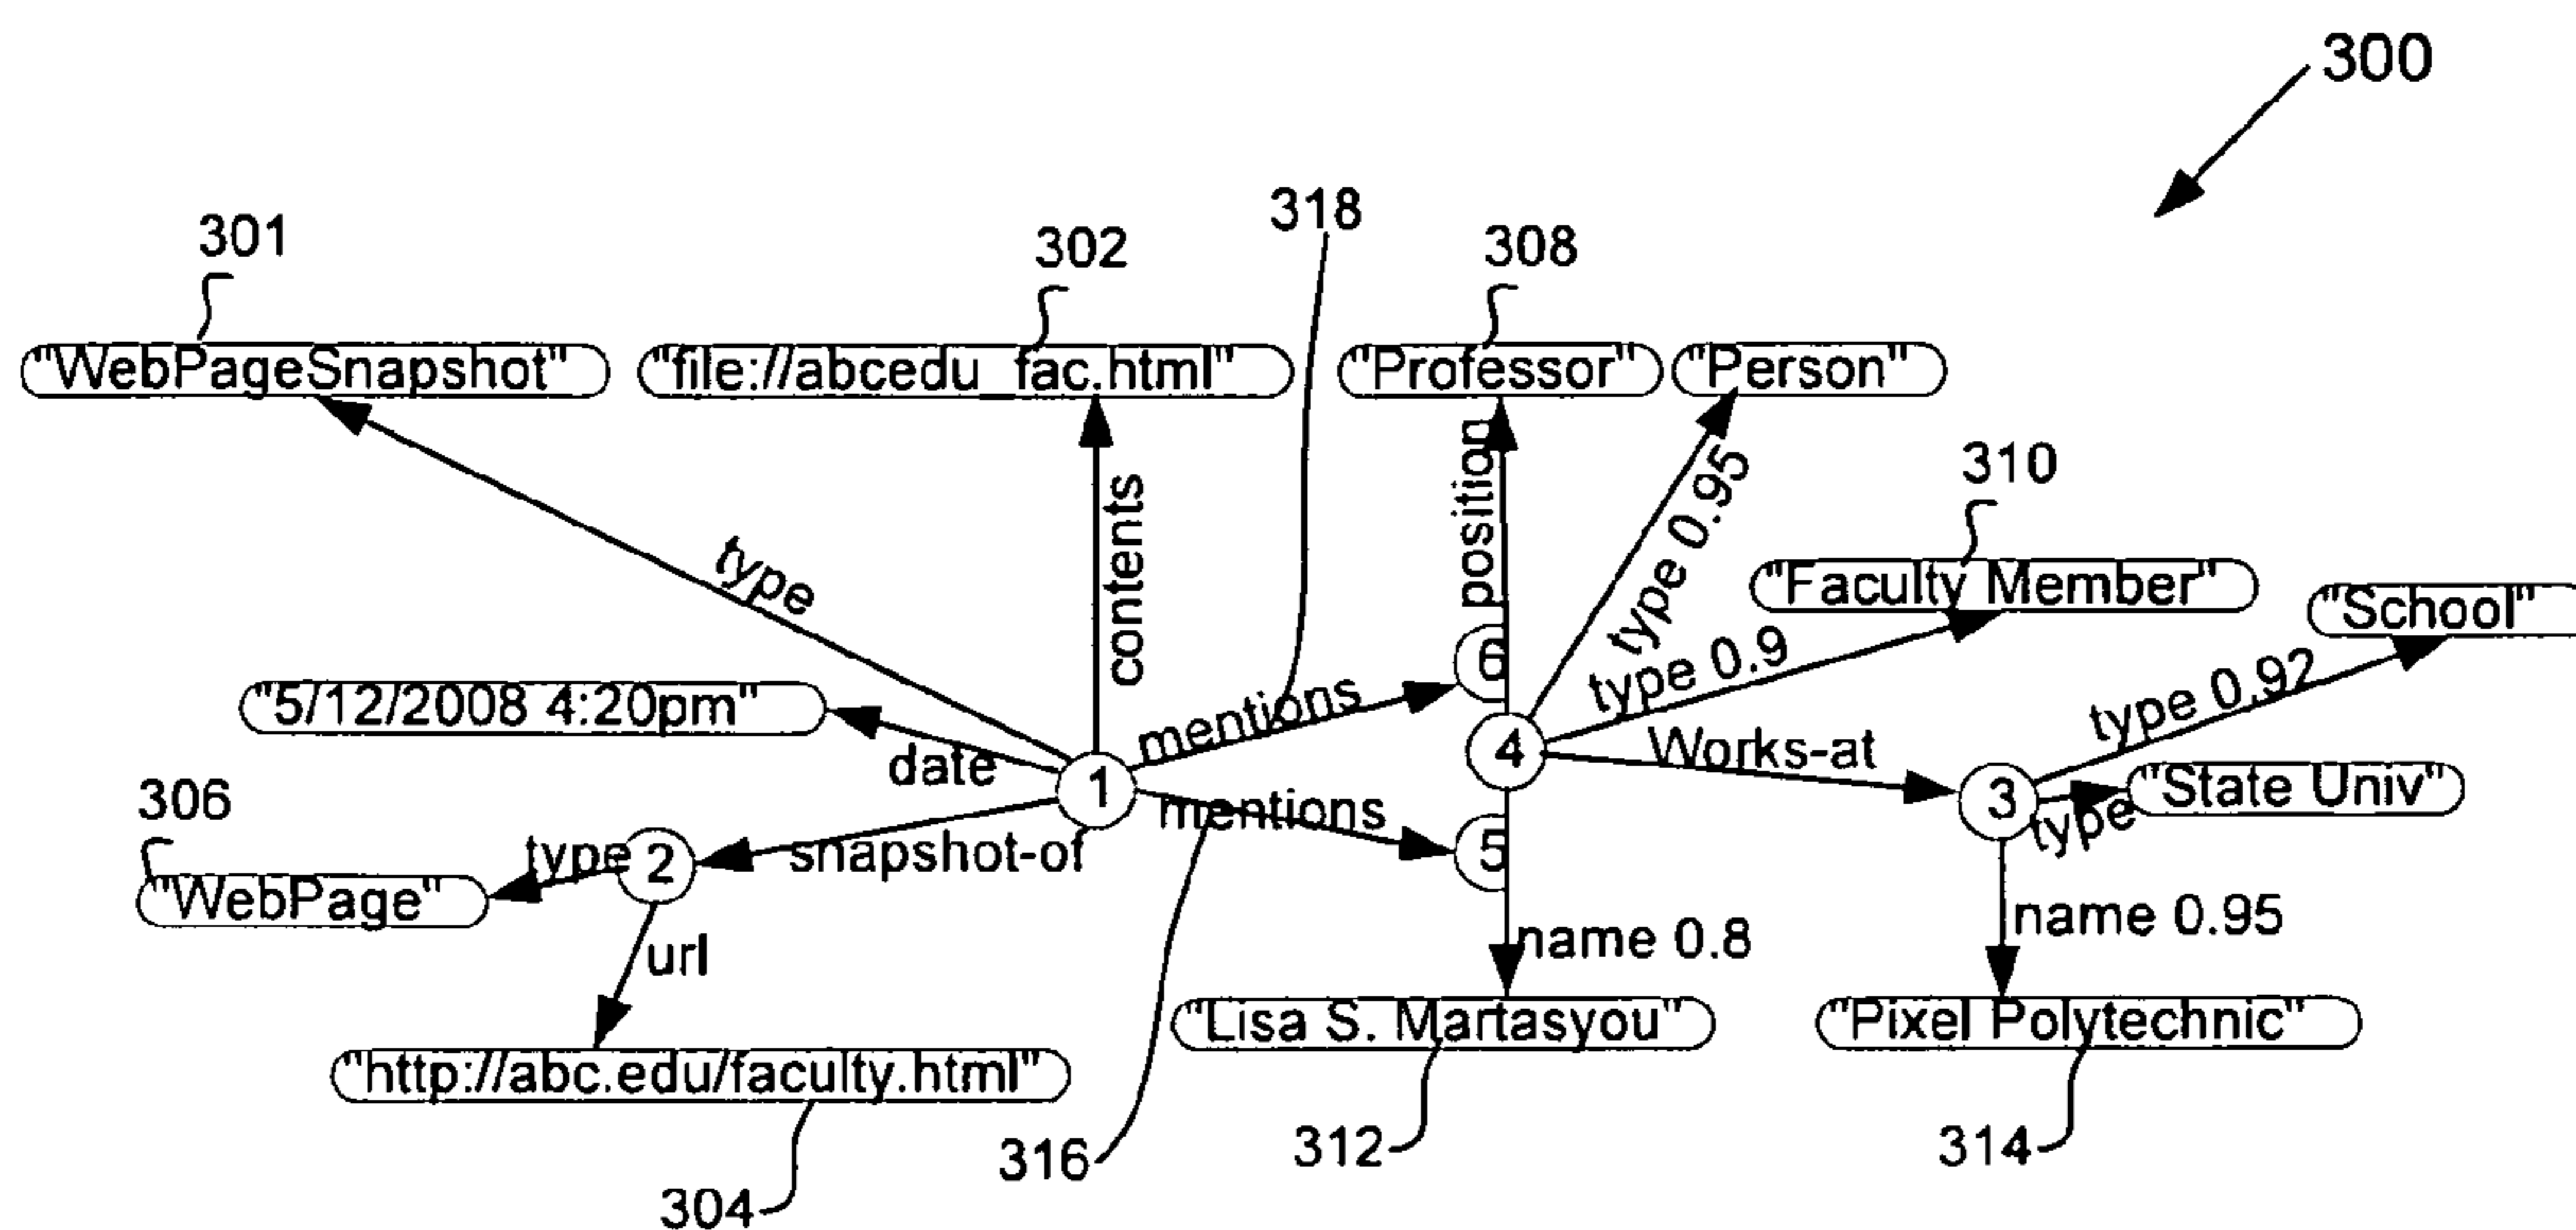 300
318
301
302
308
"WebPageSnapshot"
"file://abcedu_fac.html"
"Professor"
"Person"
position
type 0.95
310
contents
type
"Faculty Member"
"School"
6
type 0.9
type 0.92
"5/12/2008 4:20pm"
mentions
date
1
4
Works-at
3
"State Univ"
type
306
mentions
5
type
2
snapshot-of
"WebPage"
url
name 0.8
name 0.95
"Lisa S. Martasyou"
"Pixel Polytechnic"
"http://abc.edu/faculty.html"
316
312
314
304